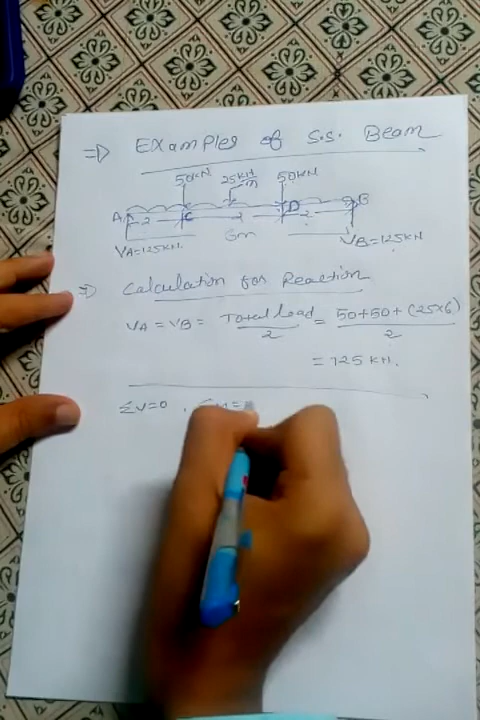 ⇒ Examples of S.S. Beam
50KN 25KN/m 50KN
A 2 C 2 D 2 B
VA=125KN. 6m VB=125KN
⇒ Calculation for Reaction
VA = VB = Total load/2 = 50+50+(25×6)/2
= 125 KN.
ΣV=0,